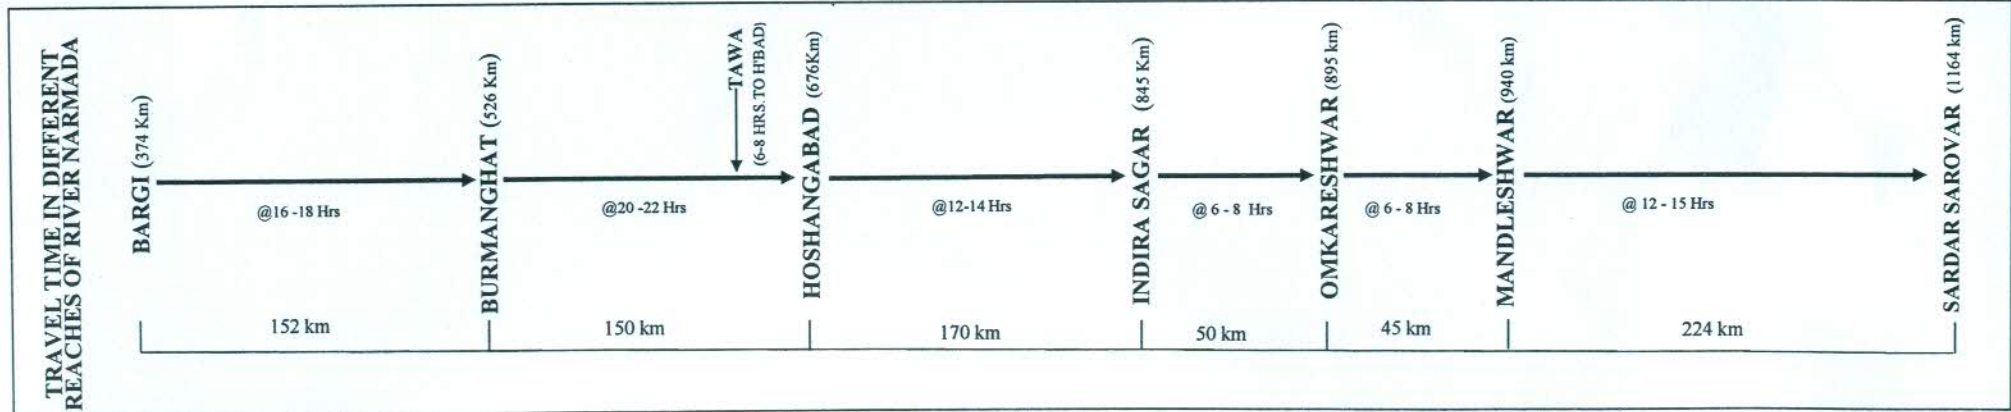 TRAVEL TIME IN DIFFERENT
REACHES OF RIVER NARMADA
BARGI (374 Km)
@16 -18 Hrs
BURMANGHAT (526 Km)
@20 -22 Hrs
TAWA
(6-8 HRS. TO H'BAD)
HOSHANGABAD (676Km)
@12-14 Hrs
INDIRA SAGAR (845 Km)
@ 6 - 8 Hrs
OMKARESHWAR (895 km)
@ 6 - 8 Hrs
MANDLESHWAR (940 km)
@ 12 - 15 Hrs
SARDAR SAROVAR (1164 km)
152 km
150 km
170 km
50 km
45 km
224 km